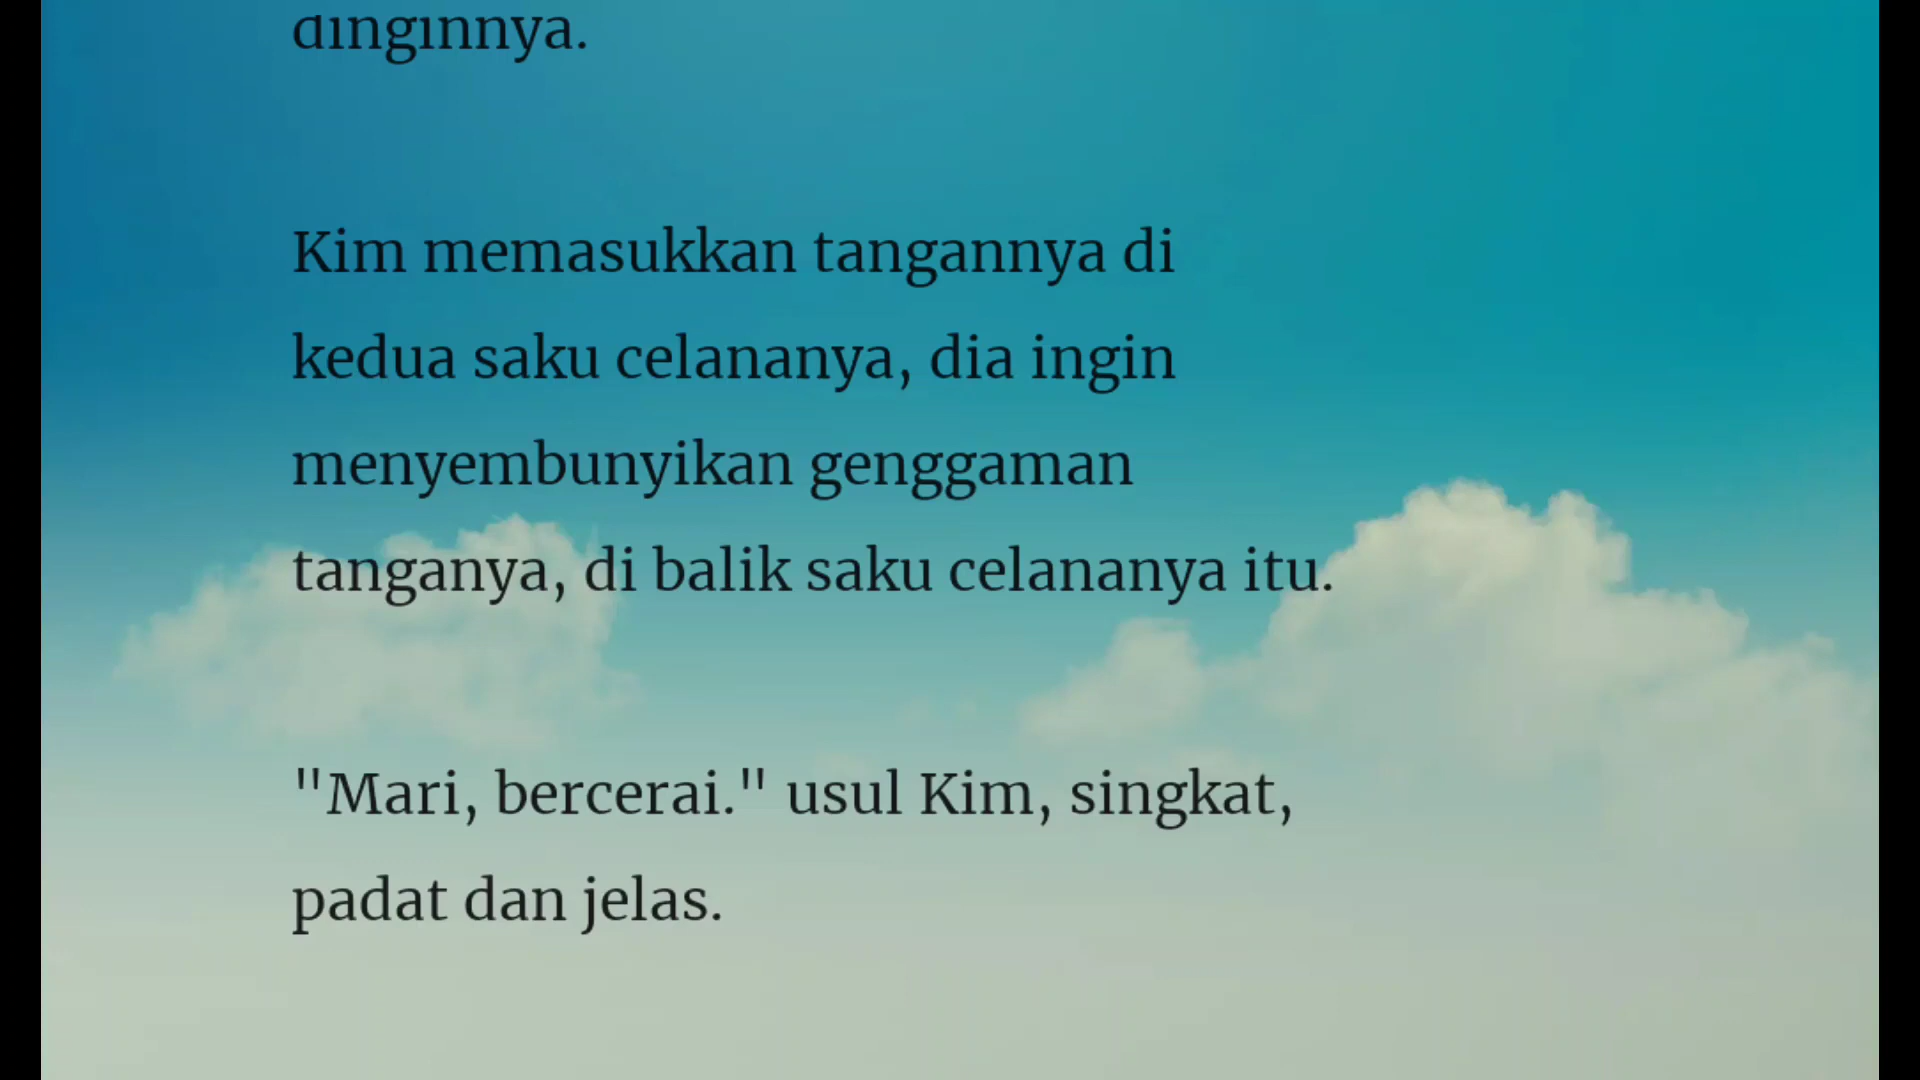 dinginnya.
Kim memasukkan tangannya di
kedua saku celananya, dia ingin
menyembunyikan genggaman
tanganya, di balik saku celananya itu.
"Mari, bercerai." usul Kim, singkat,
padat dan jelas.